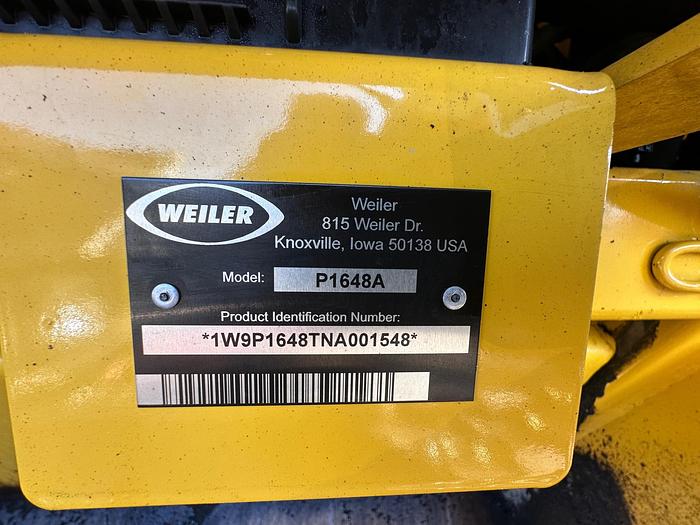 WEILER
Weiler
815 Weiler Dr.
Knoxville, Iowa 50138 USA
Model: P1648A
Product Identification Number:
*1W9P1648TNA001548*